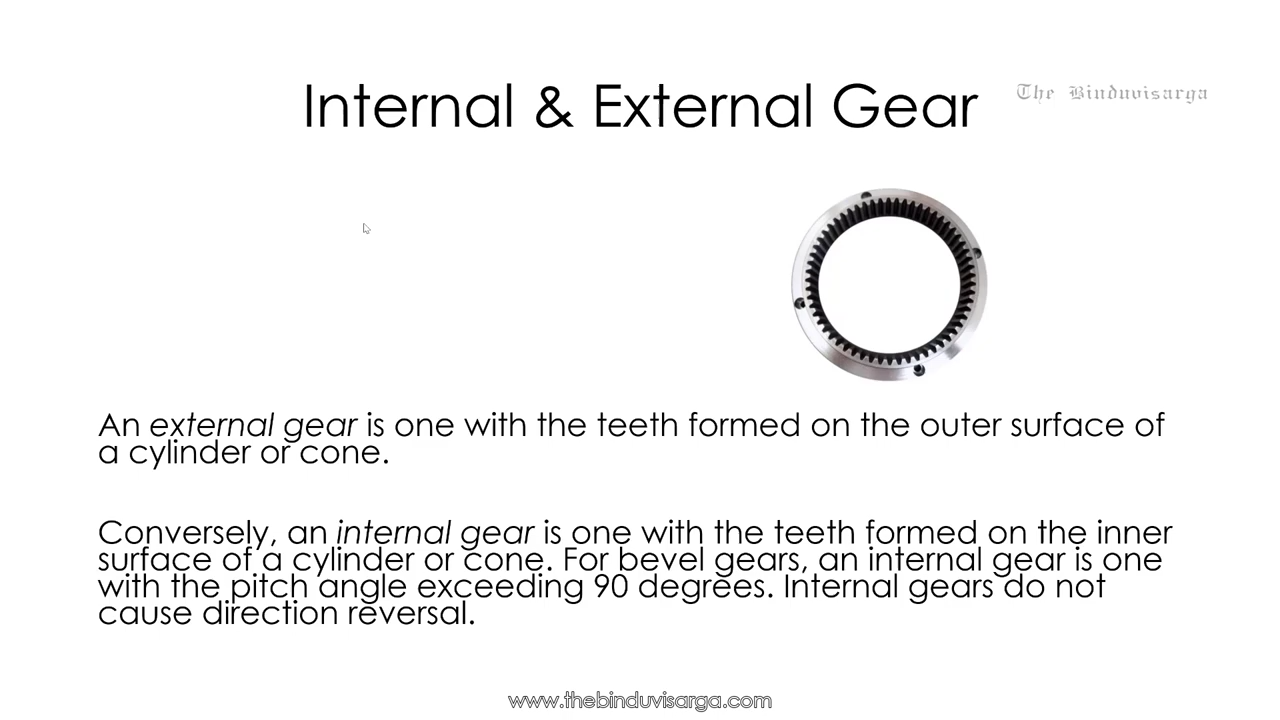 Internal & External Gear
The Binduvisarga
An external gear is one with the teeth formed on the outer surface of
a cylinder or cone.
Conversely, an internal gear is one with the teeth formed on the inner
surface of a cylinder or cone. For bevel gears, an internal gear is one
with the pitch angle exceeding 90 degrees. Internal gears do not
cause direction reversal.
www.thebinduvisarga.com